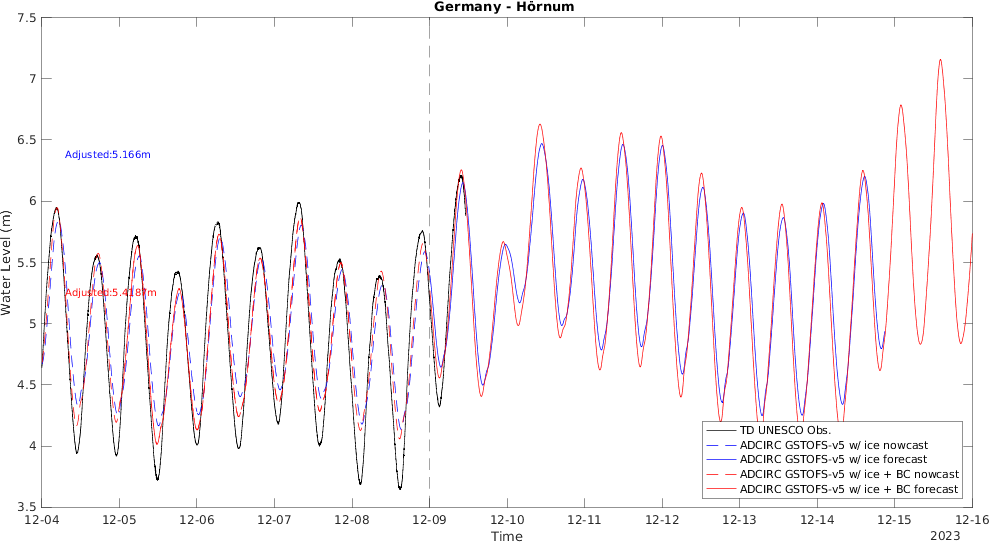 Germany - Hörnum
Water Level (m)
7.5
7
6.5
6
5.5
5
4.5
4
3.5
Adjusted:5.166m
Adjusted:5.4187m
TD UNESCO Obs.
ADCIRC GSTOFS-v5 w/ ice nowcast
ADCIRC GSTOFS-v5 w/ ice forecast
ADCIRC GSTOFS-v5 w/ ice + BC nowcast
ADCIRC GSTOFS-v5 w/ ice + BC forecast
12-04 12-05 12-06 12-07 12-08 12-09 12-10 12-11 12-12 12-13 12-14 12-15 12-16
Time
2023